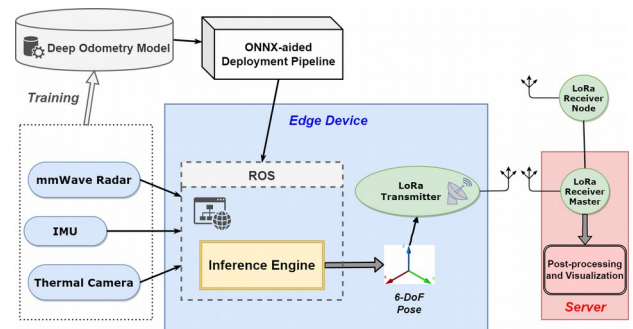 Deep Odometry Model
ONNX-aided
Deployment Pipeline
Training
Edge Device
LoRa
Receiver
Node
mmWave Radar
IMU
Thermal Camera
ROS
Inference Engine
LoRa
Transmitter
6-DoF
Pose
LoRa
Receiver
Master
Post-processing
and Visualization
Server